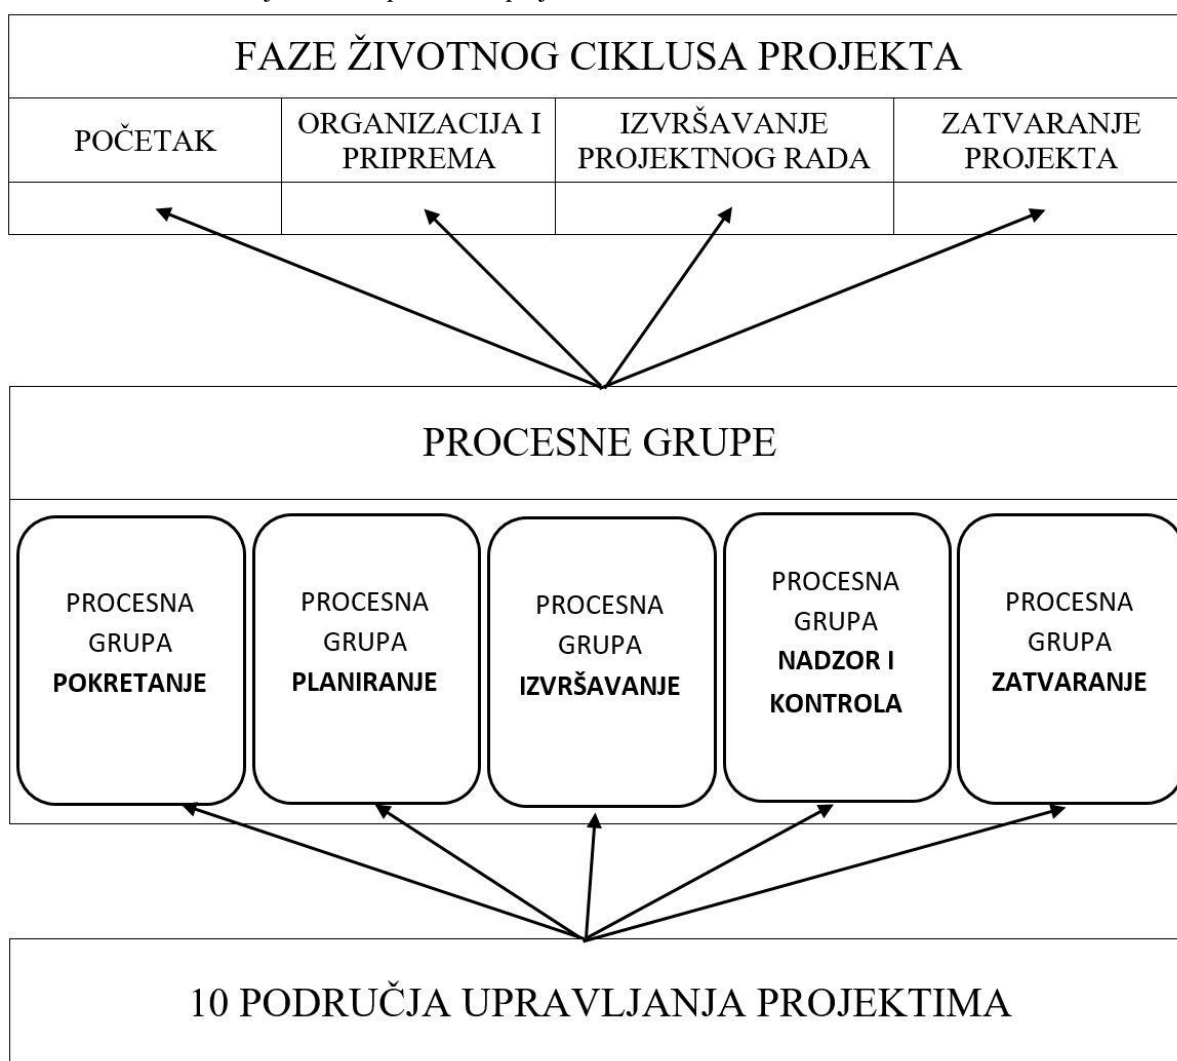 FAZE ŽIVOTNOG CIKLUSA PROJEKTA
POČETAK
ORGANIZACIJA I
PRIPREMA
IZVRŠAVANJE
PROJEKTNOG RADA
ZATVARANJE
PROJEKTA
PROCESNE GRUPE
PROCESNA
GRUPA
POKRETANJE
PROCESNA
GRUPA
PLANIRANJE
PROCESNA
GRUPA
IZVRŠAVANJE
PROCESNA
GRUPA
NADZOR I
KONTROLA
PROCESNA
GRUPA
ZATVARANJE
10 PODRUČJA UPRAVLJANJA PROJEKTIMA